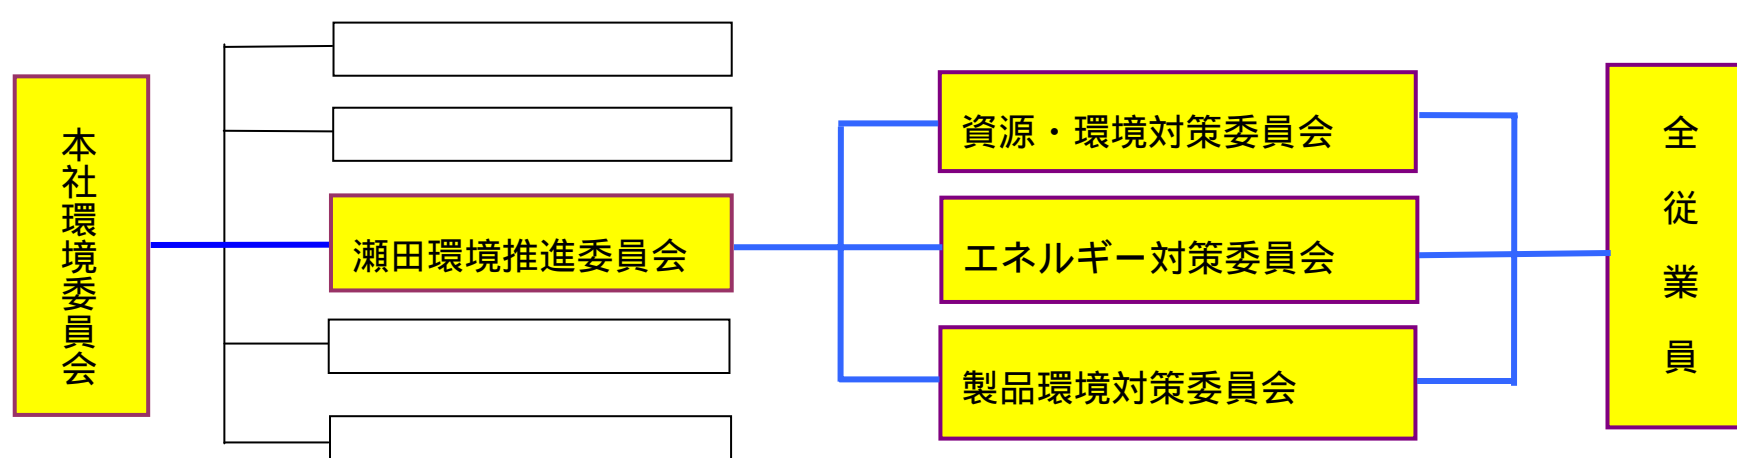 本社環境委員会
瀬田環境推進委員会
資源・環境対策委員会
エネルギー対策委員会
製品環境対策委員会
全従業員